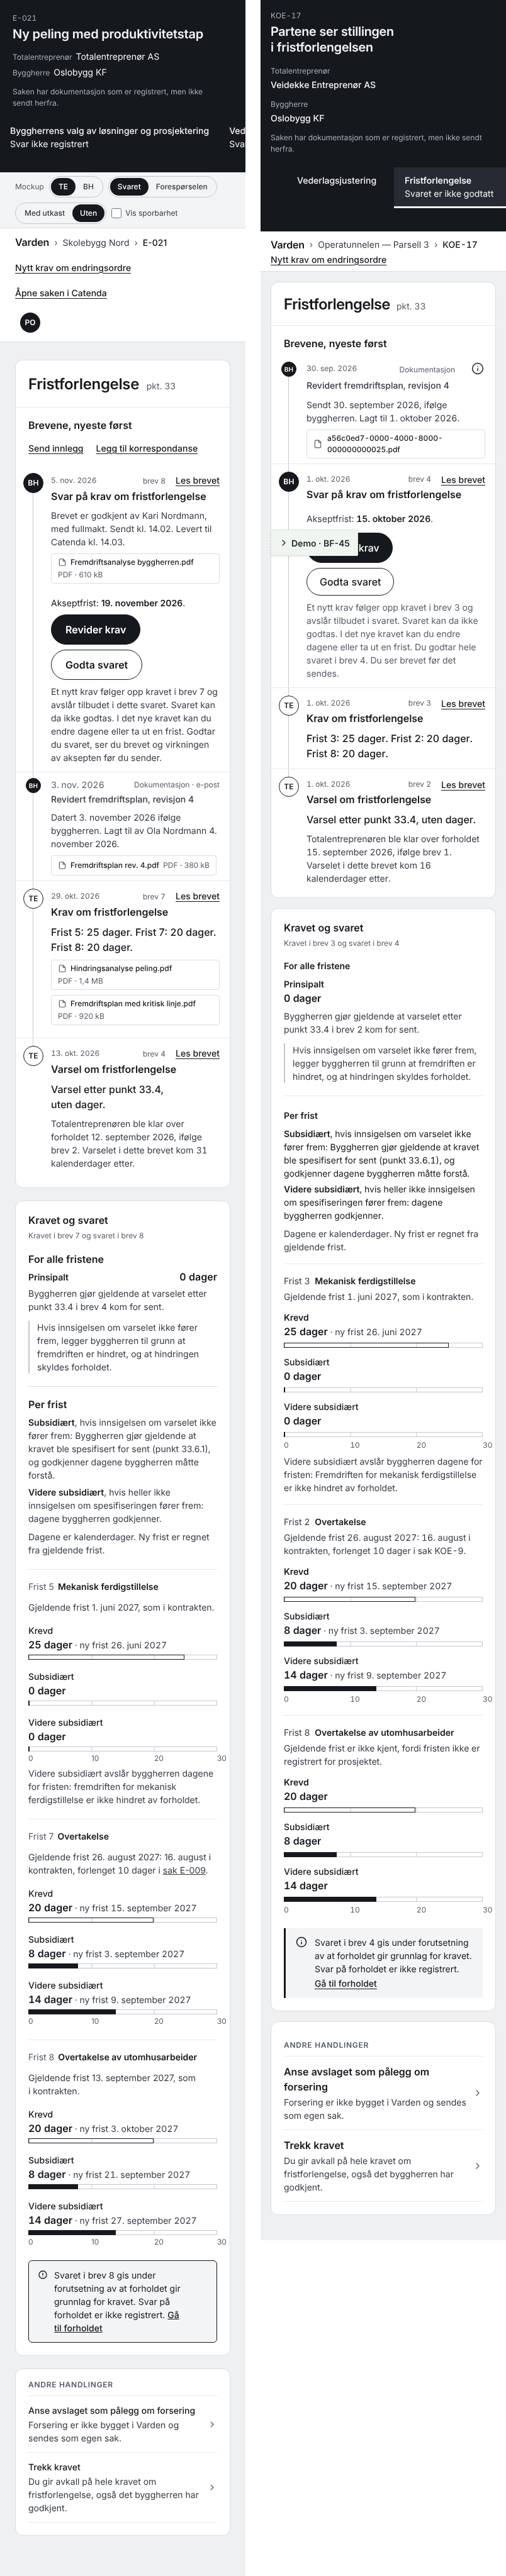 E-021
Ny peling med produktivitetstap
Totalentreprenør Totalentreprenør AS
Byggherre Oslobygg KF
Saken har dokumentasjon som er registrert, men ikke
sendt herfra.
Byggherrens valg av løsninger og prosjektering
Svar ikke registrert
Ved
Sva
Mockup TE BH Svaret Forespørselen
Med utkast Uten Vis sporbarhet
Varden › Skolebygg Nord › E-021
Nytt krav om endringsordre
Åpne saken i Catenda
PO
Fristforlengelse pkt. 33
Brevene, nyeste først
Send innlegg Legg til korrespondanse
BH 5. nov. 2026 brev 8 Les brevet
Svar på krav om fristforlengelse
Brevet er godkjent av Kari Nordmann,
med fullmakt. Sendt kl. 14.02. Levert til
Catenda kl. 14.03.
Fremdriftsanalyse byggherren.pdf
PDF · 610 kB
Akseptfrist: 19. november 2026.
Revider krav
Godta svaret
Et nytt krav følger opp kravet i brev 7 og
avslår tilbudet i dette svaret. Svaret kan
da ikke godtas. I det nye kravet kan du
endre dagene eller ta ut en frist. Godtar
du svaret, ser du brevet og virkningen
av aksepten før du sender.
BH 3. nov. 2026 Dokumentasjon · e-post
Revidert fremdriftsplan, revisjon 4
Datert 3. november 2026 ifølge
byggherren. Lagt til av Ola Nordmann 4.
november 2026.
Fremdriftsplan rev. 4.pdf PDF · 380 kB
TE 29. okt. 2026 brev 7 Les brevet
Krav om fristforlengelse
Frist 5: 25 dager. Frist 7: 20 dager.
Frist 8: 20 dager.
Hindringsanalyse peling.pdf
PDF · 1,4 MB
Fremdriftsplan med kritisk linje.pdf
PDF · 920 kB
TE 13. okt. 2026 brev 4 Les brevet
Varsel om fristforlengelse
Varsel etter punkt 33.4,
uten dager.
Totalentreprenøren ble klar over
forholdet 12. september 2026, ifølge
brev 2. Varselet i dette brevet kom 31
kalenderdager etter.
Kravet og svaret
Kravet i brev 7 og svaret i brev 8
For alle fristene
Prinsipalt 0 dager
Byggherren gjør gjeldende at varselet etter
punkt 33.4 i brev 4 kom for sent.
Hvis innsigelsen om varselet ikke fører
frem, legger byggherren til grunn at
fremdriften er hindret, og at hindringen
skyldes forholdet.
Per frist
Subsidiært, hvis innsigelsen om varselet ikke
fører frem: Byggherren gjør gjeldende at
kravet ble spesifisert for sent (punkt 33.6.1),
og godkjenner dagene byggherren måtte
forstå.
Videre subsidiært, hvis heller ikke
innsigelsen om spesifiseringen fører frem:
dagene byggherren godkjenner.
Dagene er kalenderdager. Ny frist er regnet
fra gjeldende frist.
Frist 5 Mekanisk ferdigstillelse
Gjeldende frist 1. juni 2027, som i kontrakten.
Krevd
25 dager · ny frist 26. juni 2027
Subsidiært
0 dager
Videre subsidiært
0 dager
0 10 20 30
Videre subsidiært avslår byggherren dagene
for fristen: fremdriften for mekanisk
ferdigstillelse er ikke hindret av forholdet.
Frist 7 Overtakelse
Gjeldende frist 26. august 2027: 16. august i
kontrakten, forlenget 10 dager i sak E-009.
Krevd
20 dager · ny frist 15. september 2027
Subsidiært
8 dager · ny frist 3. september 2027
Videre subsidiært
14 dager · ny frist 9. september 2027
0 10 20 30
Frist 8 Overtakelse av utomhusarbeider
Gjeldende frist 13. september 2027, som
i kontrakten.
Krevd
20 dager · ny frist 3. oktober 2027
Subsidiært
8 dager · ny frist 21. september 2027
Videre subsidiært
14 dager · ny frist 27. september 2027
0 10 20 30
Svaret i brev 8 gis under
forutsetning av at forholdet gir
grunnlag for kravet. Svar på
forholdet er ikke registrert. Gå
til forholdet
ANDRE HANDLINGER
Anse avslaget som pålegg om forsering
Forsering er ikke bygget i Varden og
sendes som egen sak.
Trekk kravet
Du gir avkall på hele kravet om
fristforlengelse, også det byggherren har
godkjent.
KOE-17
Partene ser stillingen
i fristforlengelsen
Totalentreprenør
Veidekke Entreprenør AS
Byggherre
Oslobygg KF
Saken har dokumentasjon som er registrert, men ikke sendt
herfra.
Vederlagsjustering
Fristforlengelse
Svaret er ikke godtatt
Varden › Operatunnelen — Parsell 3 › KOE-17
Nytt krav om endringsordre
Fristforlengelse pkt. 33
Brevene, nyeste først
BH 30. sep. 2026 Dokumentasjon
Revidert fremdriftsplan, revisjon 4
Sendt 30. september 2026, ifølge
byggherren. Lagt til 1. oktober 2026.
a56c0ed7-0000-4000-8000-
000000000025.pdf
BH 1. okt. 2026 brev 4 Les brevet
Svar på krav om fristforlengelse
Akseptfrist: 15. oktober 2026.
Demo · BF-45
krav
Godta svaret
Et nytt krav følger opp kravet i brev 3 og
avslår tilbudet i svaret. Svaret kan da ikke
godtas. I det nye kravet kan du endre
dagene eller ta ut en frist. Du godtar hele
svaret i brev 4. Du ser brevet før det
sendes.
TE 1. okt. 2026 brev 3 Les brevet
Krav om fristforlengelse
Frist 3: 25 dager. Frist 2: 20 dager.
Frist 8: 20 dager.
TE 1. okt. 2026 brev 2 Les brevet
Varsel om fristforlengelse
Varsel etter punkt 33.4, uten dager.
Totalentreprenøren ble klar over forholdet
15. september 2026, ifølge brev 1.
Varselet i dette brevet kom 16
kalenderdager etter.
Kravet og svaret
Kravet i brev 3 og svaret i brev 4
For alle fristene
Prinsipalt
0 dager
Byggherren gjør gjeldende at varselet etter
punkt 33.4 i brev 2 kom for sent.
Hvis innsigelsen om varselet ikke fører frem,
legger byggherren til grunn at fremdriften er
hindret, og at hindringen skyldes forholdet.
Per frist
Subsidiært, hvis innsigelsen om varselet ikke
fører frem: Byggherren gjør gjeldende at kravet
ble spesifisert for sent (punkt 33.6.1), og
godkjenner dagene byggherren måtte forstå.
Videre subsidiært, hvis heller ikke innsigelsen
om spesifiseringen fører frem: dagene
byggherren godkjenner.
Dagene er kalenderdager. Ny frist er regnet fra
gjeldende frist.
Frist 3 Mekanisk ferdigstillelse
Gjeldende frist 1. juni 2027, som i kontrakten.
Krevd
25 dager · ny frist 26. juni 2027
Subsidiært
0 dager
Videre subsidiært
0 dager
0 10 20 30
Videre subsidiært avslår byggherren dagene for
fristen: Fremdriften for mekanisk ferdigstillelse
er ikke hindret av forholdet.
Frist 2 Overtakelse
Gjeldende frist 26. august 2027: 16. august i
kontrakten, forlenget 10 dager i sak KOE-9.
Krevd
20 dager · ny frist 15. september 2027
Subsidiært
8 dager · ny frist 3. september 2027
Videre subsidiært
14 dager · ny frist 9. september 2027
0 10 20 30
Frist 8 Overtakelse av utomhusarbeider
Gjeldende frist er ikke kjent, fordi fristen ikke er
registrert for prosjektet.
Krevd
20 dager
Subsidiært
8 dager
Videre subsidiært
14 dager
0 10 20 30
Svaret i brev 4 gis under forutsetning
av at forholdet gir grunnlag for kravet.
Svar på forholdet er ikke registrert.
Gå til forholdet
ANDRE HANDLINGER
Anse avslaget som pålegg om
forsering
Forsering er ikke bygget i Varden og sendes
som egen sak.
Trekk kravet
Du gir avkall på hele kravet om
fristforlengelse, også det byggherren har
godkjent.